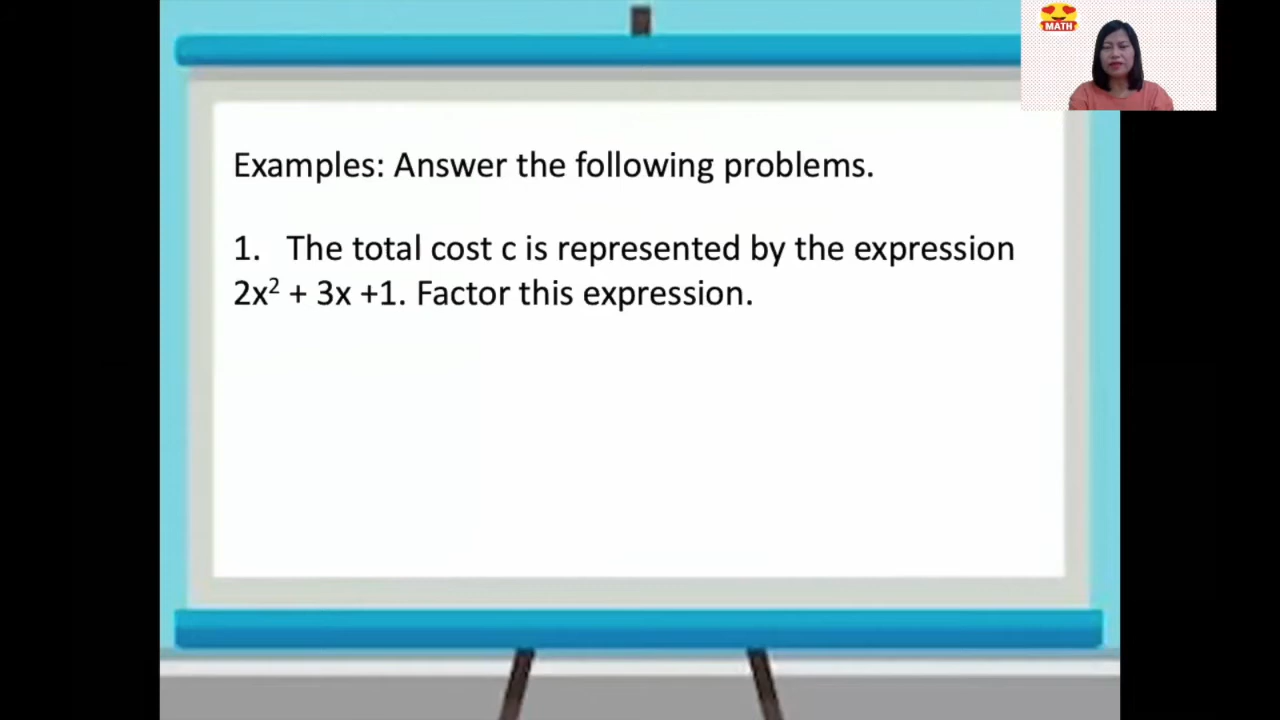 MATH
Examples: Answer the following problems.
1. The total cost c is represented by the expression
2x² + 3x +1. Factor this expression.